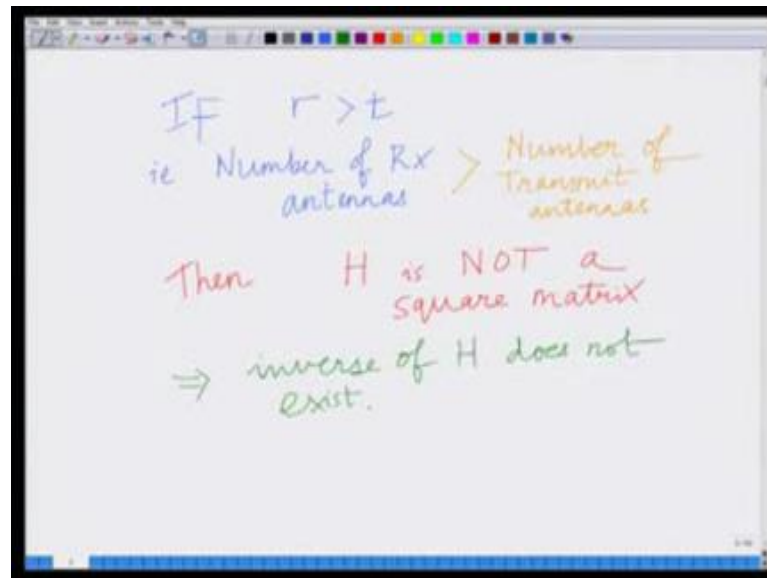 IF r > t
ie Number of Rx antennas > Number of Transmit antennas
Then H is NOT a
square matrix
⇒ inverse of H does not
exist.